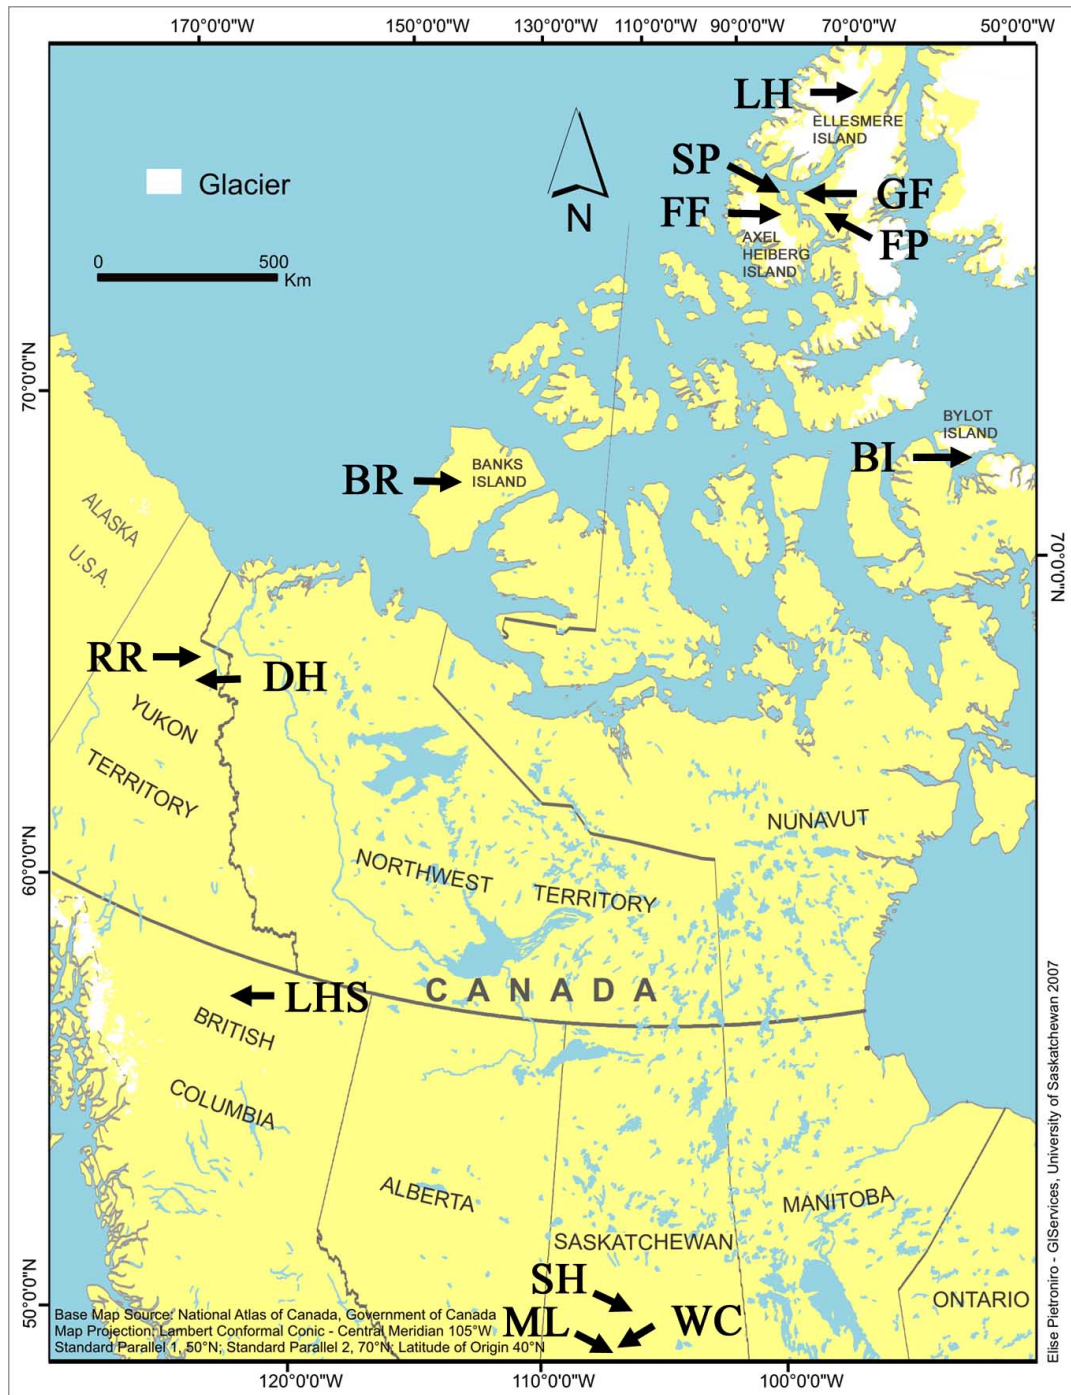 170°0'0"W
150°0'0"W
130°0'0"W
110°0'0"W
90°0'0"W
70°0'0"W
50°0'0"W
LH
ELLESMERE
ISLAND
SP
GF
FF
FP
AXEL
HEIBERG
ISLAND
Glacier
N
0
500
Km
70°0'0"N
BYLOT
ISLAND
BI
BR
BANKS
ISLAND
ALASKA
U.S.A.
70°0'0"N
RR
DH
YUKON
TERRITORY
NUNAVUT
60°0'0"N
NORTHWEST
TERRITORY
CANADA
LHS
BRITISH
COLUMBIA
ALBERTA
MANITOBA
SASKATCHEWAN
SH
ML
WC
ONTARIO
50°0'0"N
Base Map Source: National Atlas of Canada, Government of Canada
Map Projection: Lambert Conformal Conic - Central Meridian 105°W
Standard Parallel 1, 50°N; Standard Parallel 2, 70°N; Latitude of Origin 40°N
120°0'0"W
110°0'0"W
100°0'0"W
Elise Pietroniro - GIServices, University of Saskatchewan 2007